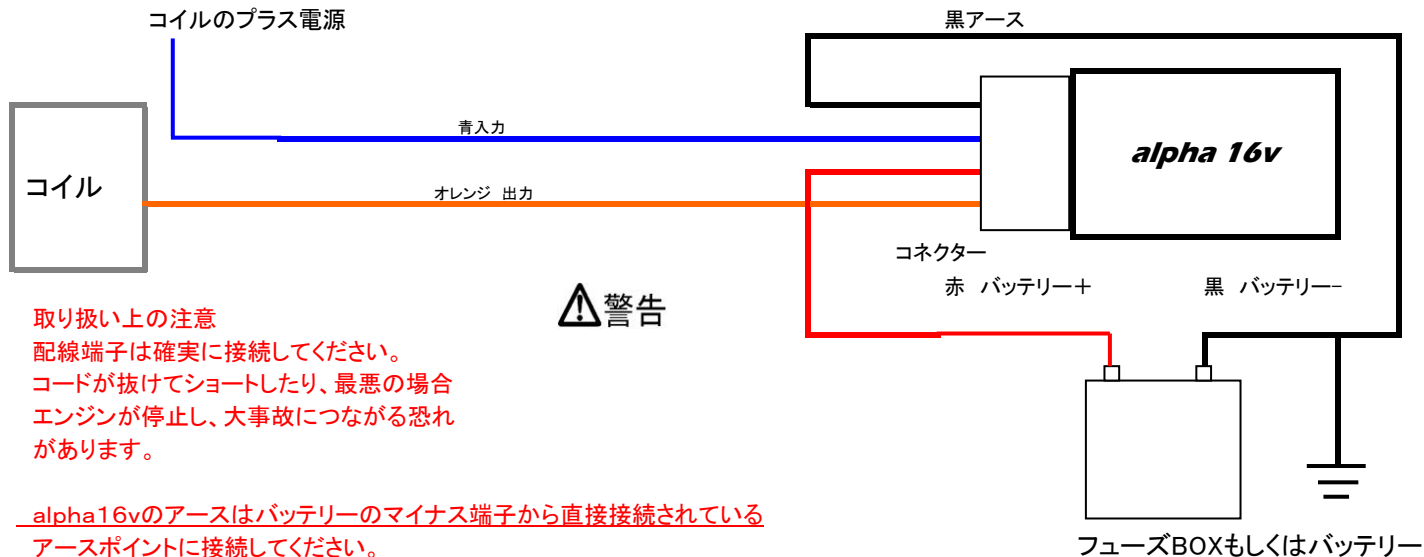 コイルのプラス電源
黒アース
青入力
alpha 16v
コイル
オレンジ 出力
コネクター
赤 バッテリー＋
黒 バッテリー−
警告
取り扱い上の注意
配線端子は確実に接続してください。
コードが抜けてショートしたり、最悪の場合
エンジンが停止し、大事故につながる恐れ
があります。
alpha16vのアースはバッテリーのマイナス端子から直接接続されている
アースポイントに接続してください。
フューズBOXもしくはバッテリー